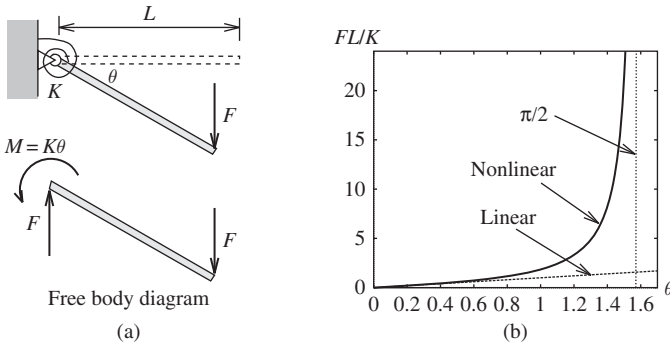 L
θ
K
F
M = Kθ
F
F
Free body diagram
(a)
FL/K
20
15
10
5
0
π/2
Nonlinear
Linear
0 0.2 0.4 0.6 0.8 1 1.2 1.4 1.6 θ
(b)